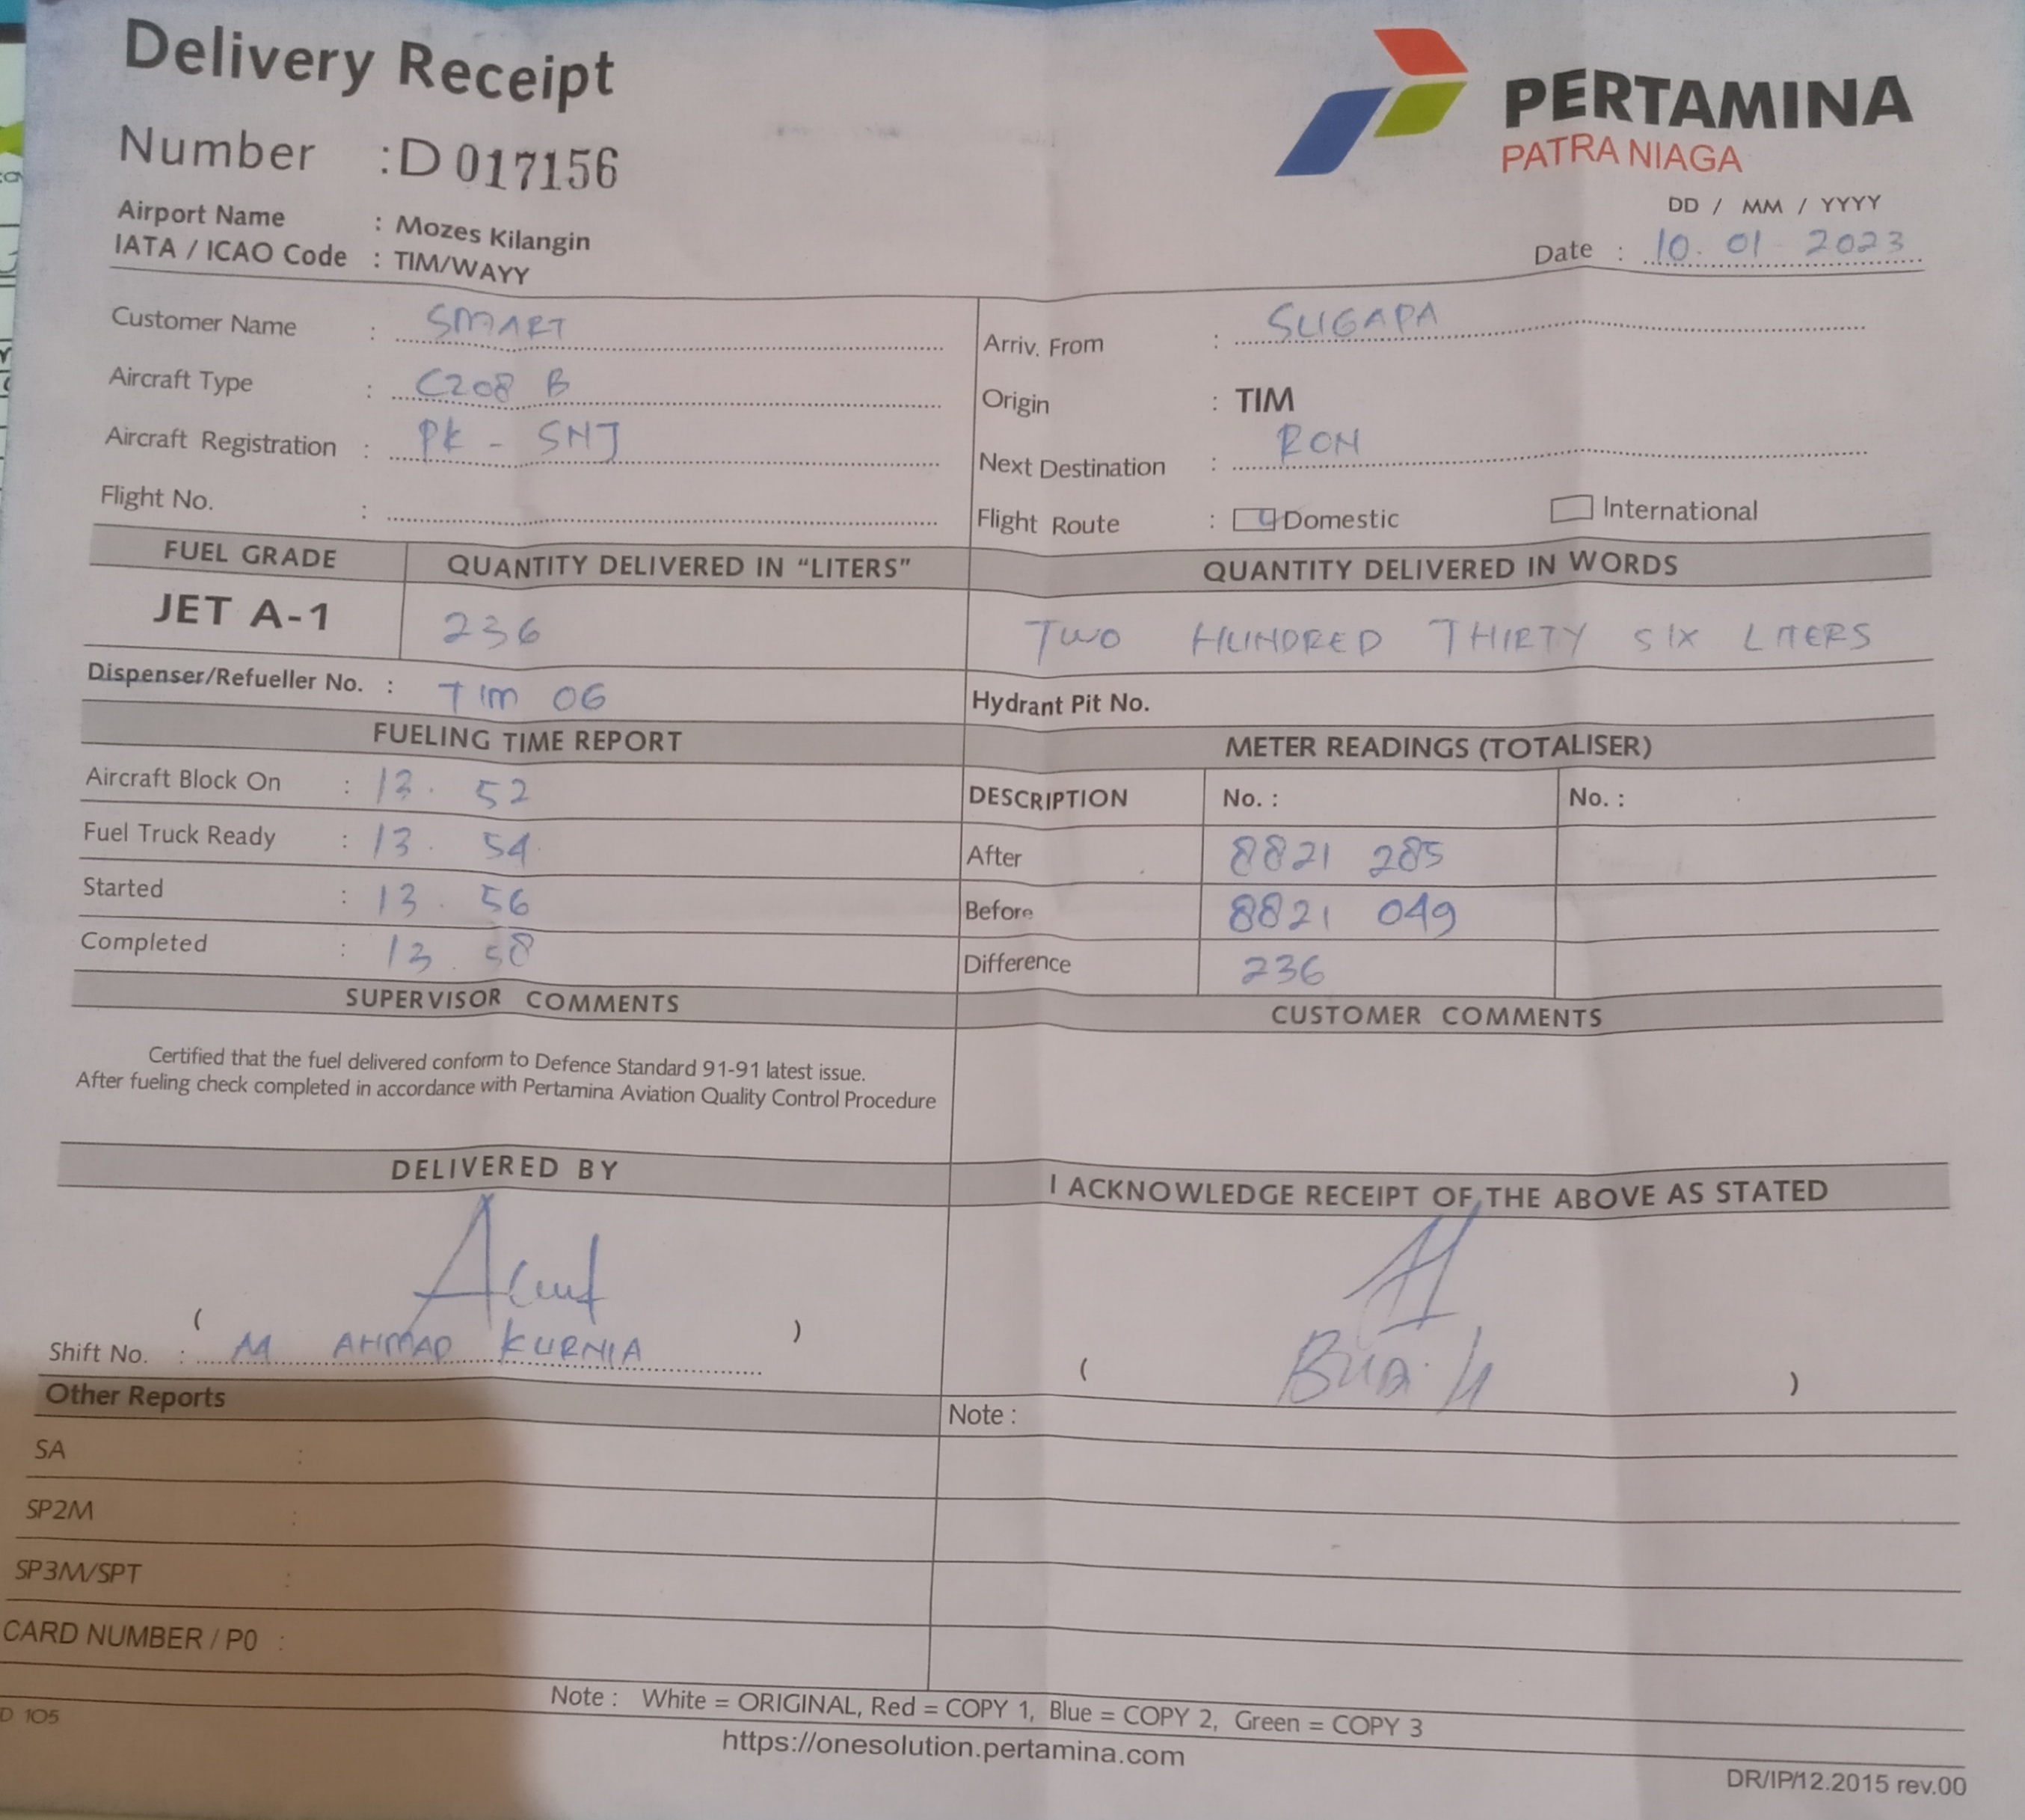 Delivery Receipt
PERTAMINA
PATRA NIAGA
Number : D 017156
DD / MM / YYYY
Date : 10. 01 2023
Airport Name : Mozes Kilangin
IATA / ICAO Code : TIM/WAYY
Customer Name : SMART
Arriv. From : SUGAPA
Aircraft Type : C208 B
Origin : TIM
Aircraft Registration : PK - SNJ
Next Destination : RON
Flight No. :
Flight Route : Domestic International
FUEL GRADE QUANTITY DELIVERED IN "LITERS" QUANTITY DELIVERED IN WORDS
JET A-1 236 TWO HUNDRED THIRTY SIX LITERS
Dispenser/Refueller No. : TIM 06 Hydrant Pit No.
FUELING TIME REPORT METER READINGS (TOTALISER)
Aircraft Block On : 13. 52 DESCRIPTION No. : No. :
Fuel Truck Ready : 13. 54 After 8821 285
Started : 13. 56 Before 8821 049
Completed : 13. 58 Difference 236
SUPERVISOR COMMENTS CUSTOMER COMMENTS
Certified that the fuel delivered conform to Defence Standard 91-91 latest issue.
After fueling check completed in accordance with Pertamina Aviation Quality Control Procedure
DELIVERED BY I ACKNOWLEDGE RECEIPT OF THE ABOVE AS STATED
( )
Shift No. : M AHMAD KURNIA
( )
Other Reports Note :
SA :
SP2M :
SP3M/SPT :
CARD NUMBER / P0 :
Note : White = ORIGINAL, Red = COPY 1, Blue = COPY 2, Green = COPY 3
D 105
https://onesolution.pertamina.com
DR/IP/12.2015 rev.00